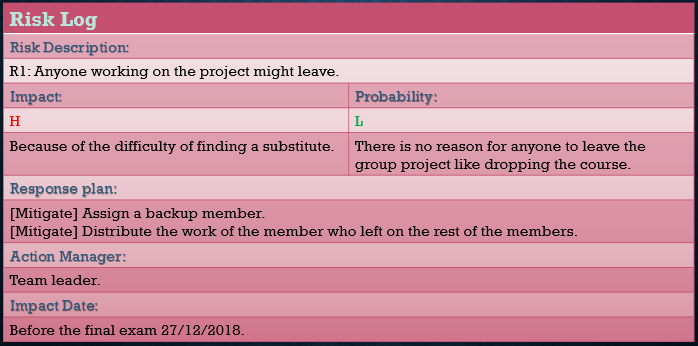 Risk Log
Risk Description:
R1: Anyone working on the project might leave.
Impact:
Probability:
H
L
Because of the difficulty of finding a substitute.
There is no reason for anyone to leave the
group project like dropping the course.
Response plan:
[Mitigate] Assign a backup member.
[Mitigate] Distribute the work of the member who left on the rest of the members.
Action Manager:
Team leader.
Impact Date:
Before the final exam 27/12/2018.